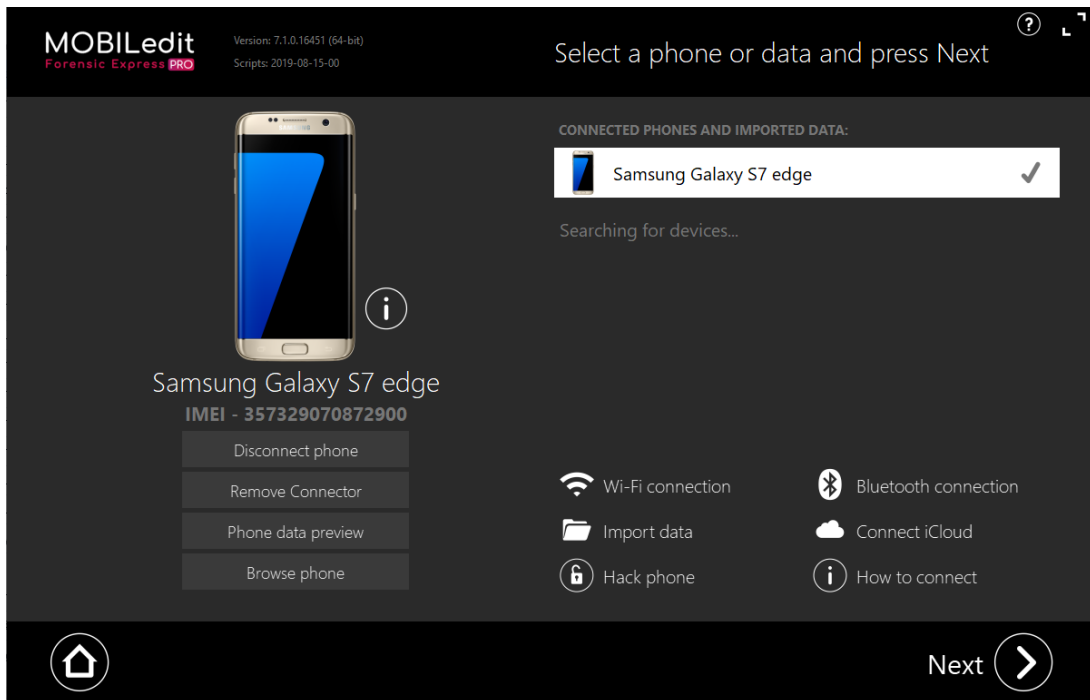 MOBILedit
Forensic Express PRO
Version: 7.1.0.16451 (64-bit)
Scripts: 2019-08-15-00
Select a phone or data and press Next
?
CONNECTED PHONES AND IMPORTED DATA:
Samsung Galaxy S7 edge
Searching for devices...
SAMSUNG
i
Samsung Galaxy S7 edge
IMEI - 357329070872900
Disconnect phone
Remove Connector
Phone data preview
Browse phone
Wi-Fi connection
Bluetooth connection
Import data
Connect iCloud
Hack phone
i How to connect
Next